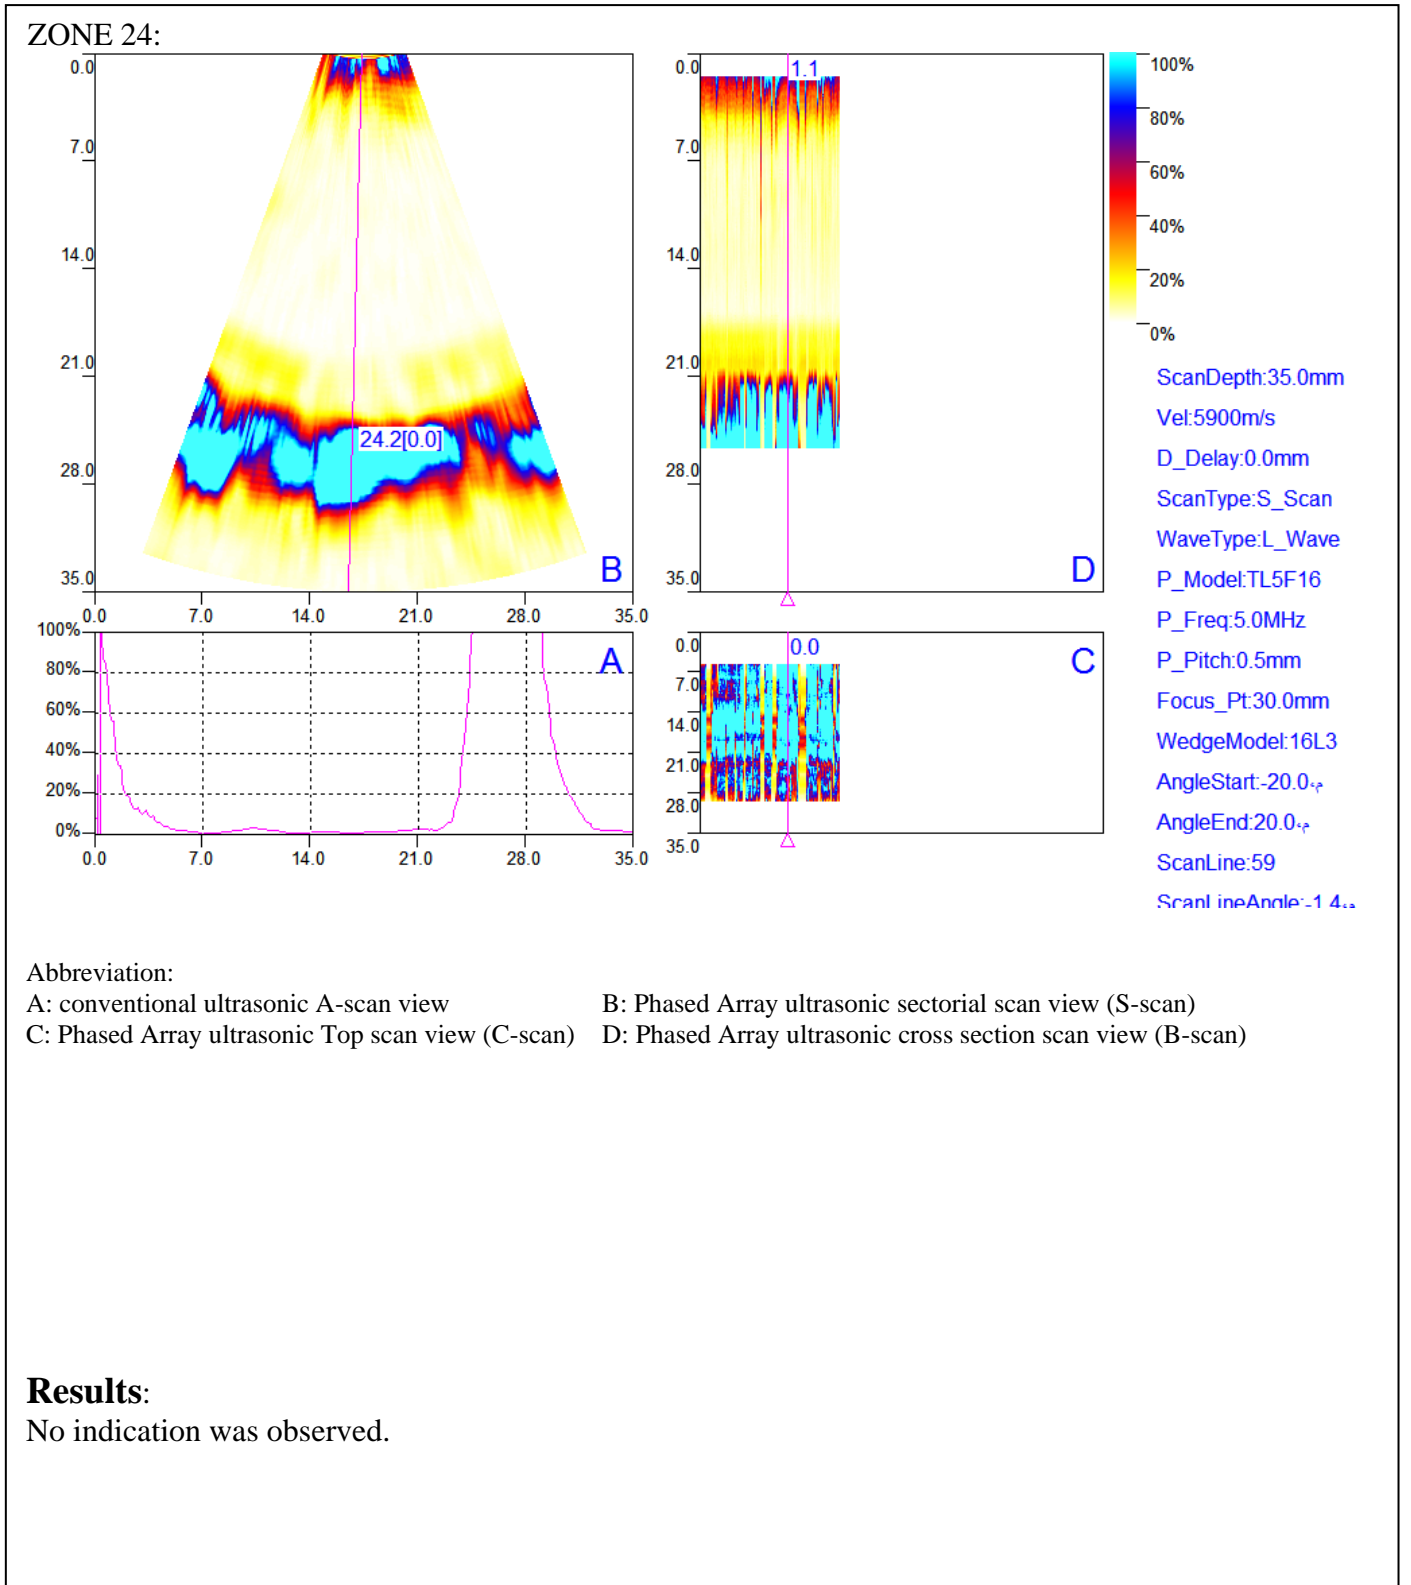 ZONE 24:
0.0
7.0
14.0
21.0
28.0
35.0
24.2[0.0]
B
0.0 7.0 14.0 21.0 28.0 35.0
0.0
7.0
14.0
21.0
28.0
35.0
1.1
D
100%
80%
60%
40%
20%
0%
100%
80%
60%
40%
20%
0%
A
0.0 7.0 14.0 21.0 28.0 35.0
0.0
7.0
14.0
21.0
28.0
35.0
0.0
C
ScanDepth:35.0mm
Vel:5900m/s
D_Delay:0.0mm
ScanType:S_Scan
WaveType:L_Wave
P_Model:TL5F16
P_Freq:5.0MHz
P_Pitch:0.5mm
Focus_Pt:30.0mm
WedgeModel:16L3
AngleStart:-20.0
AngleEnd:20.0
ScanLine:59
ScanLineAngle:-1.4
Abbreviation:
A: conventional ultrasonic A-scan view B: Phased Array ultrasonic sectorial scan view (S-scan)
C: Phased Array ultrasonic Top scan view (C-scan) D: Phased Array ultrasonic cross section scan view (B-scan)
Results:
No indication was observed.